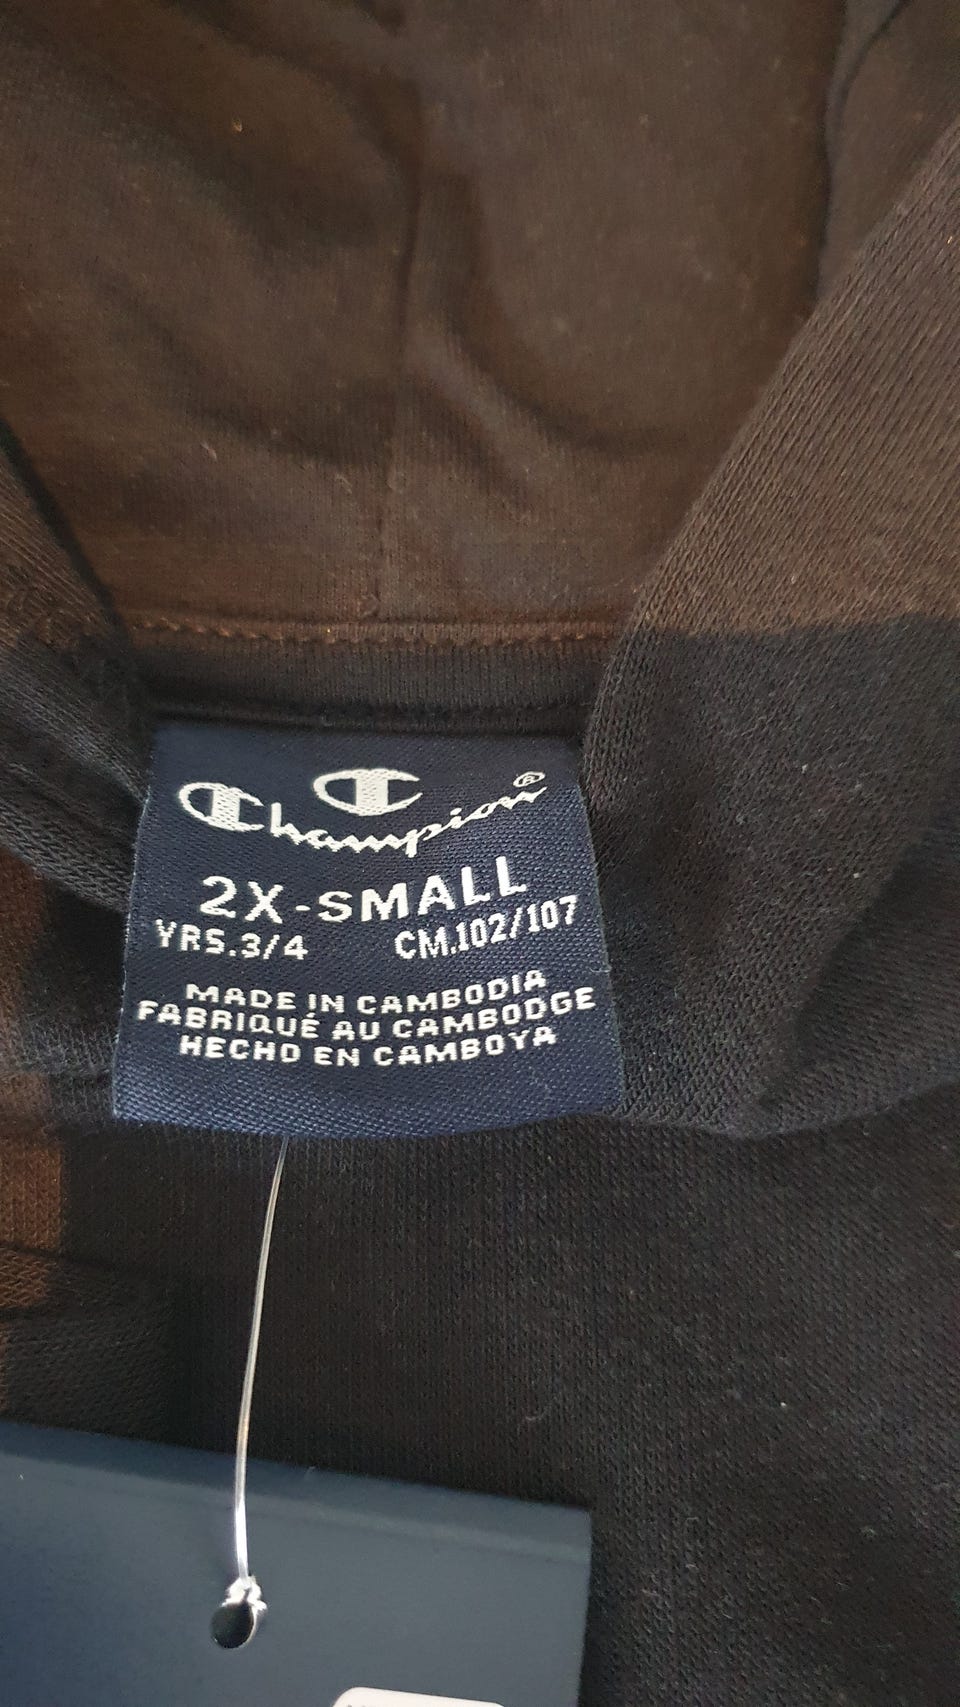 Champion®
2X-SMALL
YRS.3/4 CM.102/107
MADE IN CAMBODIA
FABRIQUÉ AU CAMBODGE
HECHO EN CAMBOYA